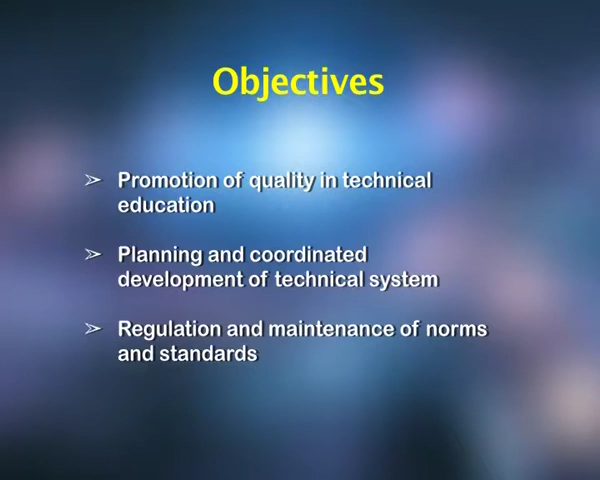 Objectives
➢ Promotion of quality in technical
education
➢ Planning and coordinated
development of technical system
➢ Regulation and maintenance of norms
and standards